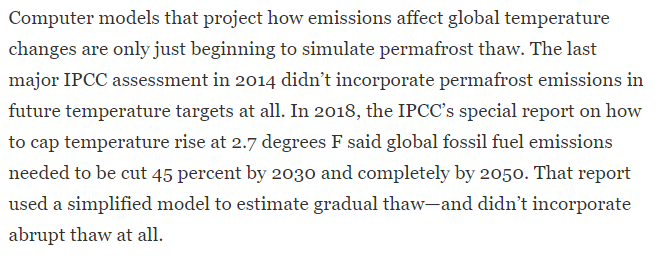 Computer models that project how emissions affect global temperature
changes are only just beginning to simulate permafrost thaw. The last
major IPCC assessment in 2014 didn’t incorporate permafrost emissions in
future temperature targets at all. In 2018, the IPCC’s special report on how
to cap temperature rise at 2.7 degrees F said global fossil fuel emissions
needed to be cut 45 percent by 2030 and completely by 2050. That report
used a simplified model to estimate gradual thaw—and didn’t incorporate
abrupt thaw at all.